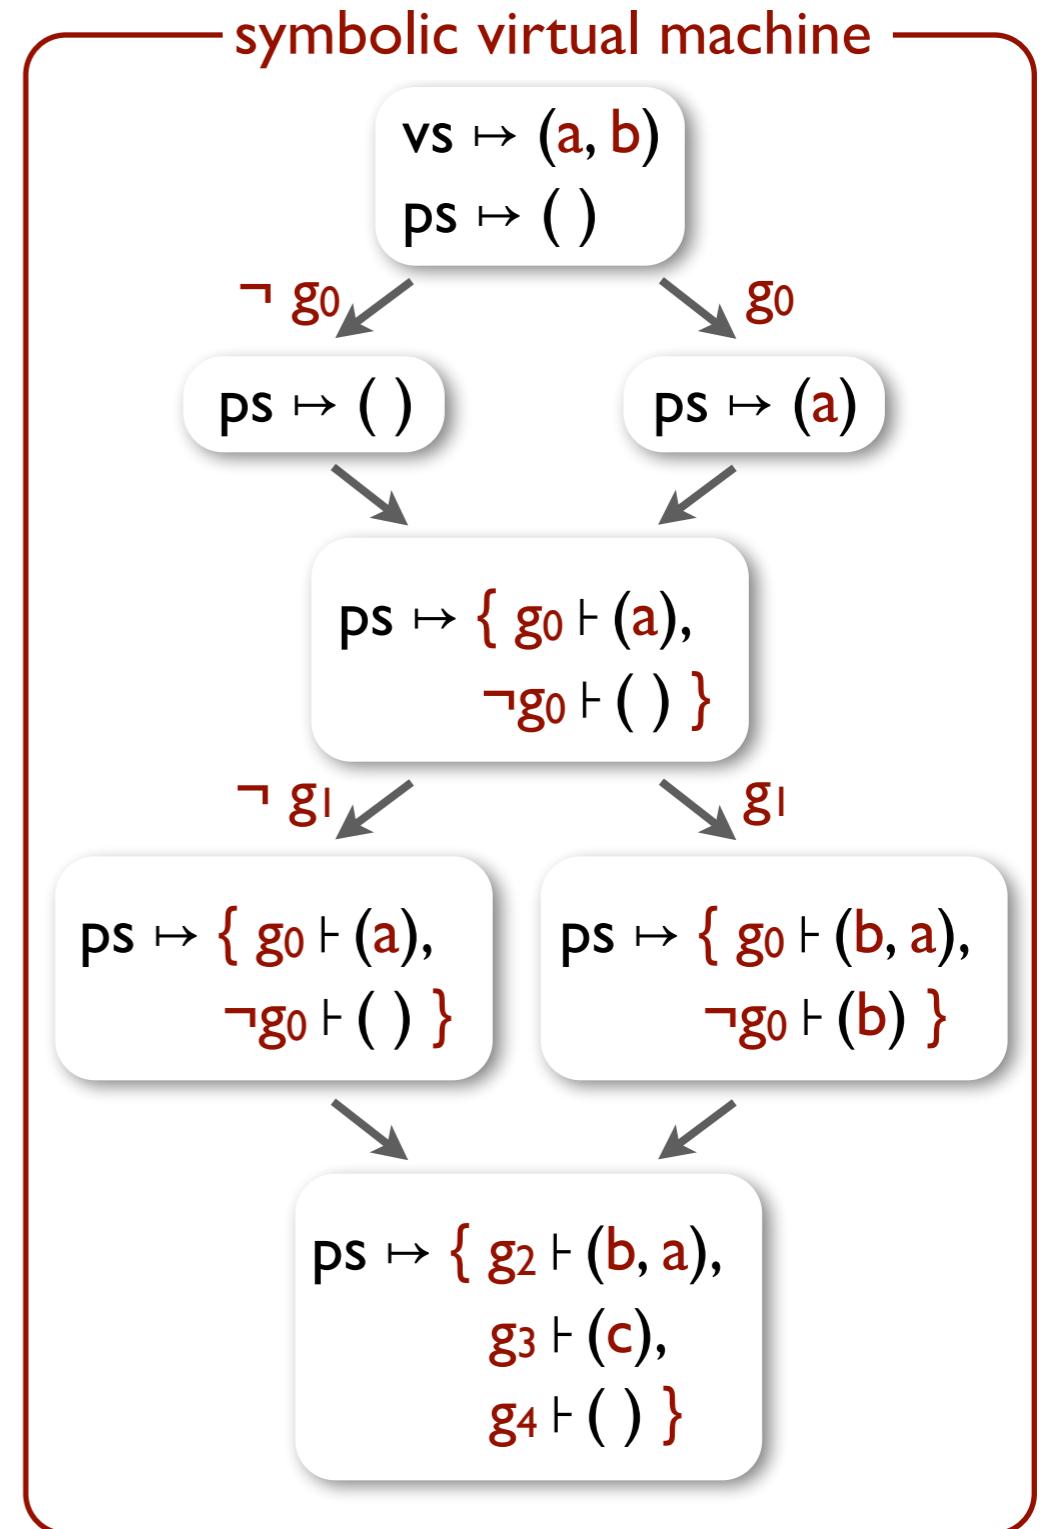 symbolic virtual machine
vs ↦ (a, b)
ps ↦ ( )
¬ g₀
g₀
ps ↦ ( )
ps ↦ (a)
ps ↦ { g₀ ⊦ (a),
¬g₀ ⊦ ( ) }
¬ g₁
g₁
ps ↦ { g₀ ⊦ (a),
¬g₀ ⊦ ( ) }
ps ↦ { g₀ ⊦ (b, a),
¬g₀ ⊦ (b) }
ps ↦ { g₂ ⊦ (b, a),
g₃ ⊦ (c),
g₄ ⊦ ( ) }